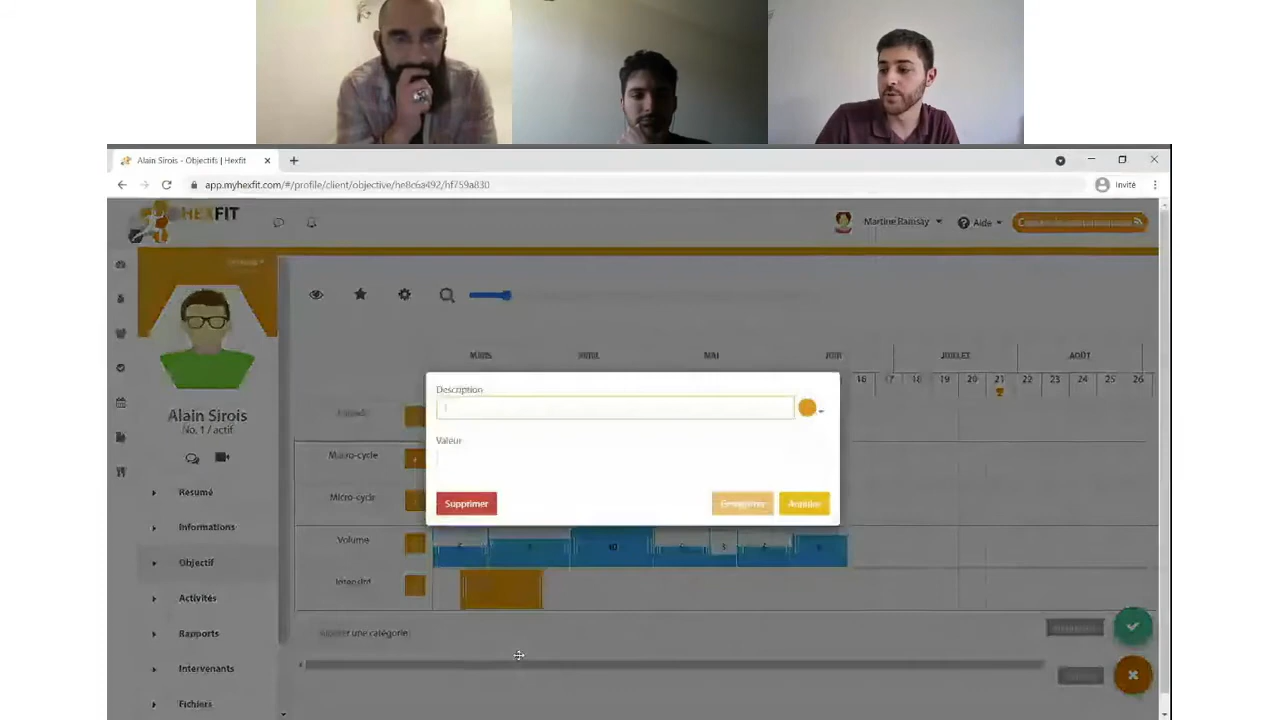 Alain Sirois - Objectifs | Hexfit
app.myhexfit.com/#/profile/client/objective/he8c6a492/hf759a830
Invité
HEXFIT
Martine Ramsay
Aide
MARS AVRIL MAI JUIN JUILLET AOÛT
16 17 18 19 20 21 22 23 24 25 26
Description
Valeur
Supprimer Enregistrer Annuler
Alain Sirois
No. 1 / actif
Macro-cycle
Micro-cycle
Volume
10
3
Intensité
Résumé
Informations
Objectif
Activités
Rapports
Intervenants
Fichiers
Ajouter une catégorie